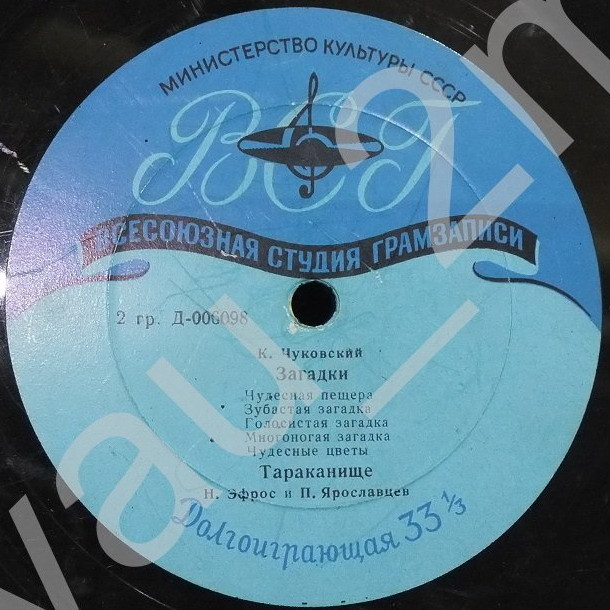 МИНИСТЕРСТВО КУЛЬТУРЫ СССР
ВСГ
ВСЕСОЮЗНАЯ СТУДИЯ ГРАМЗАПИСИ
2 гр. Д-006098
К. Чуковский
Загадки
Чудесная пещера
Зубастая загадка
Голосистая загадка
Многоногая загадка
Чудесные цветы
Тараканище
Н. Эфрос и П. Ярославцев
Долгоиграющая 33 1/3